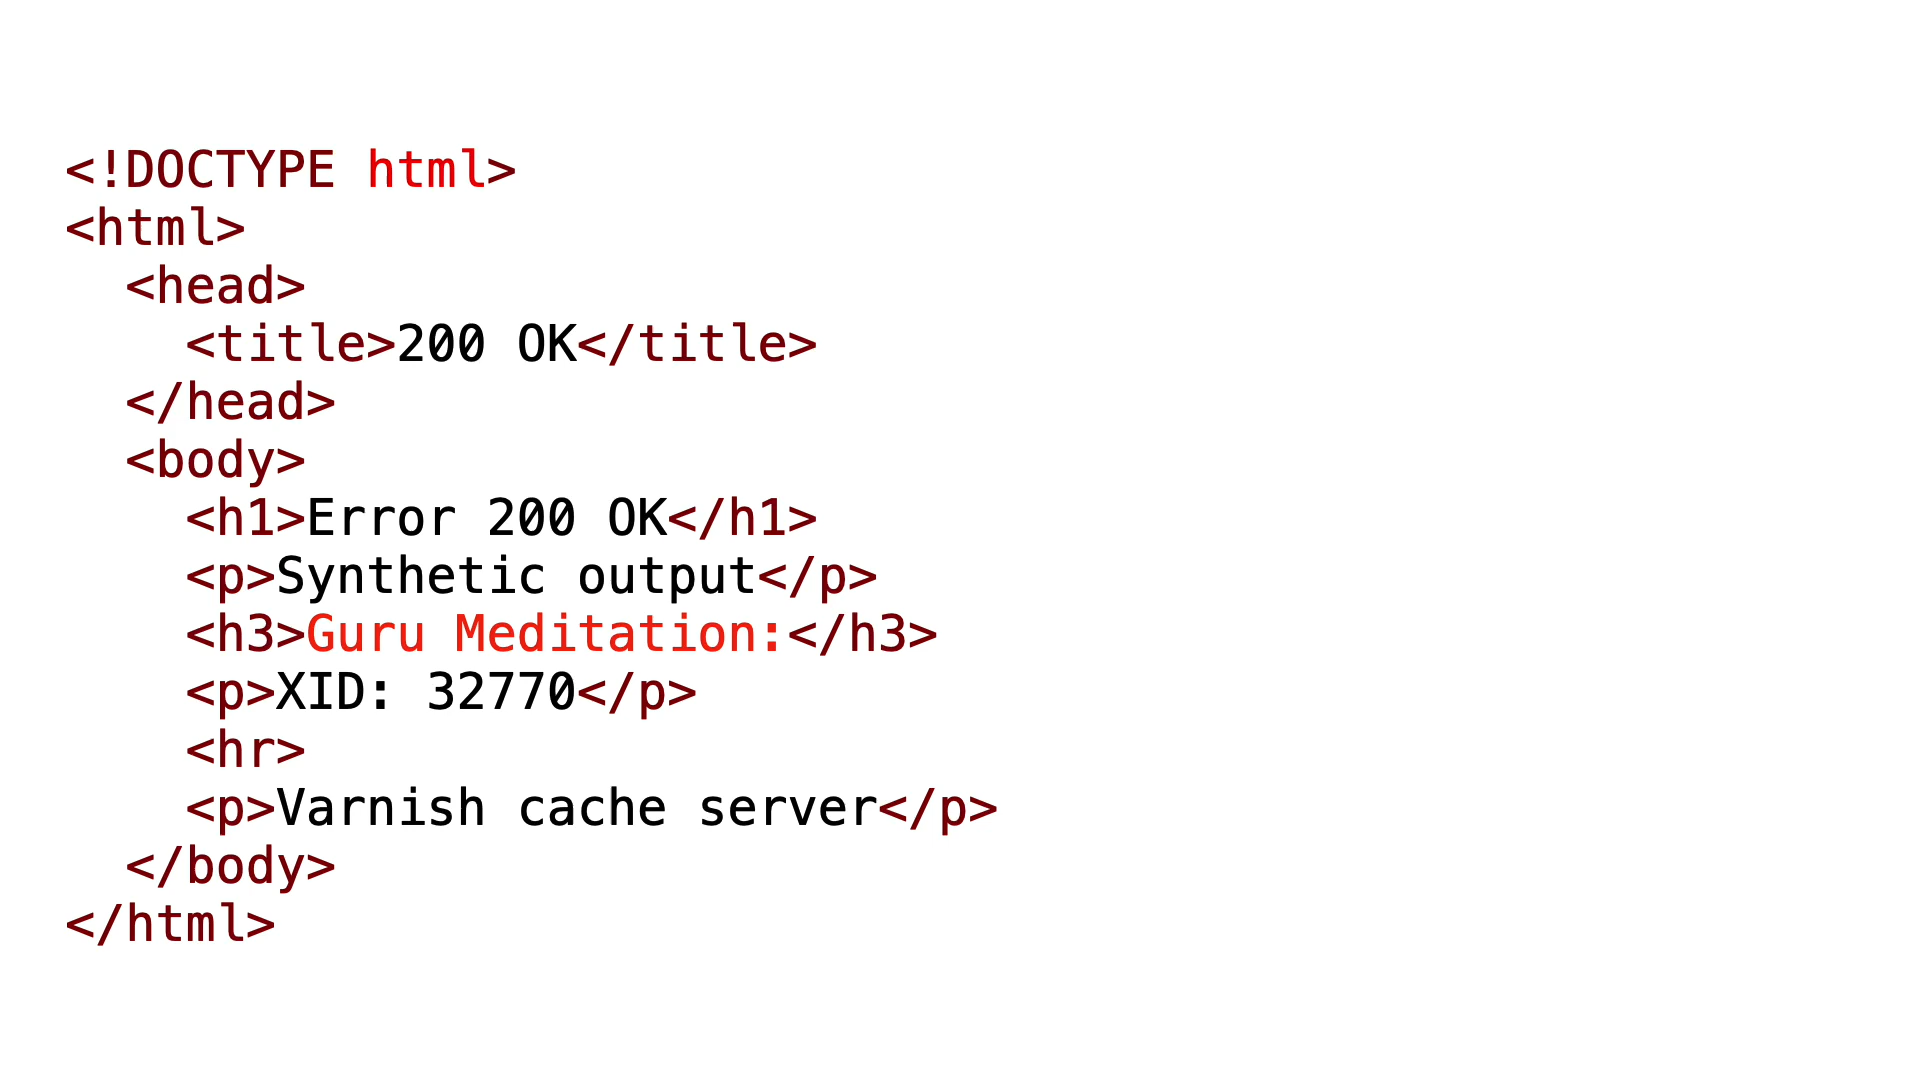 <!DOCTYPE html>
<html>
  <head>
    <title>200 OK</title>
  </head>
  <body>
    <h1>Error 200 OK</h1>
    <p>Synthetic output</p>
    <h3>Guru Meditation:</h3>
    <p>XID: 32770</p>
    <hr>
    <p>Varnish cache server</p>
  </body>
</html>